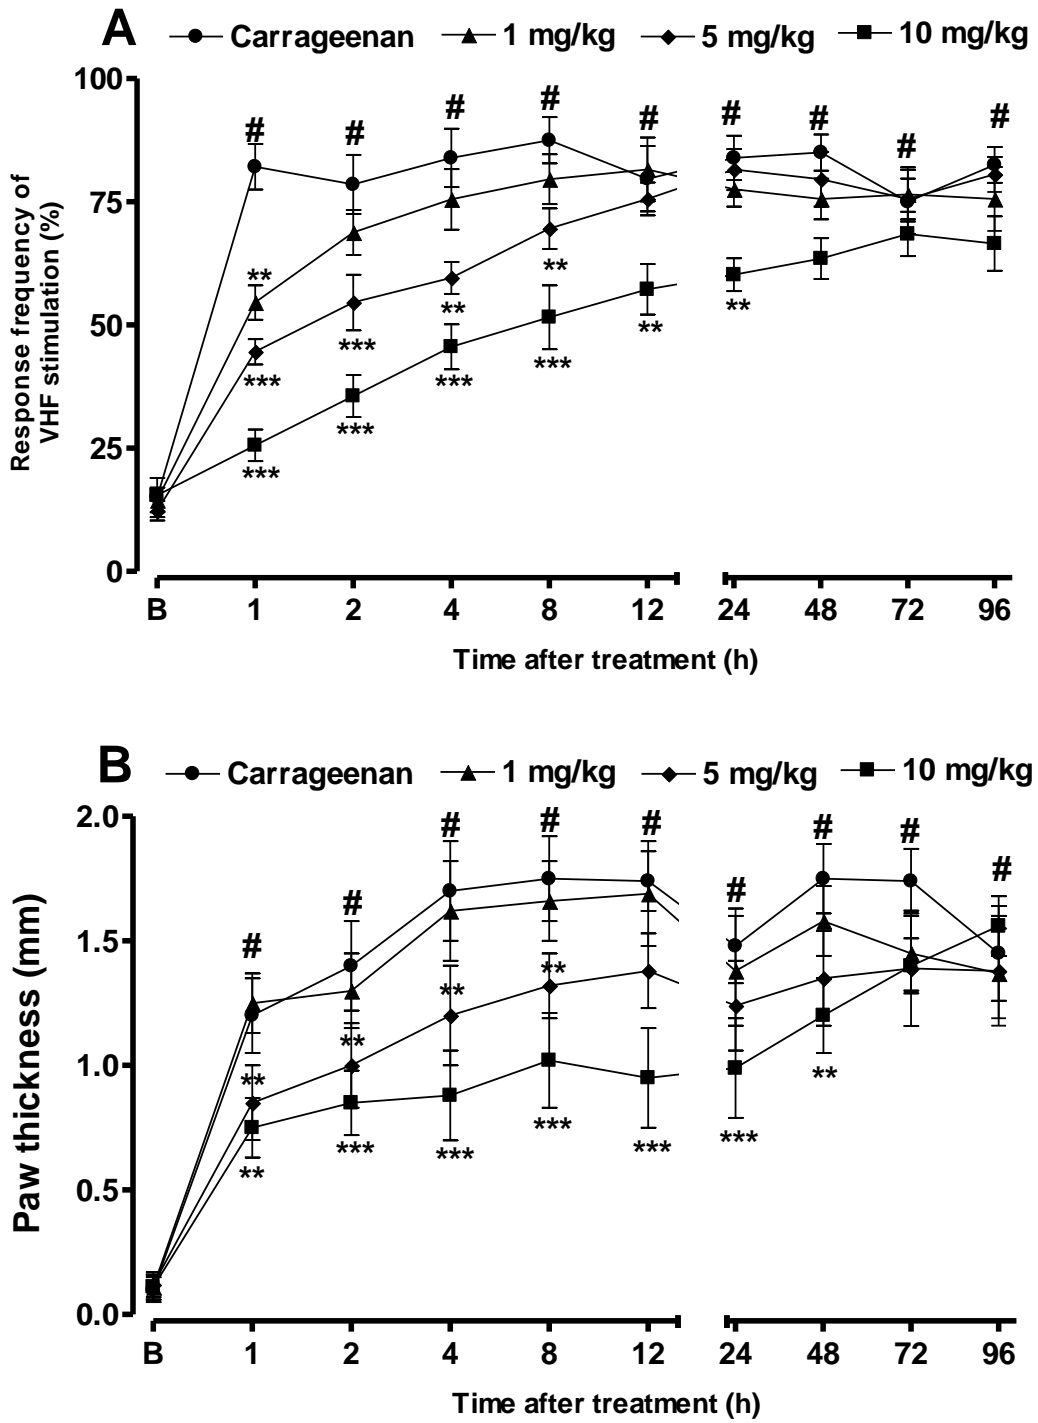 A
Carrageenan 1 mg/kg 5 mg/kg 10 mg/kg
Response frequency of
VHF stimulation (%)
100
75
50
25
0
# # # # # # # # #
** ** ** ** **
*** *** *** *** *** ***
B 1 2 4 8 12 24 48 72 96
Time after treatment (h)
B
Carrageenan 1 mg/kg 5 mg/kg 10 mg/kg
Paw thickness (mm)
2.0
1.5
1.0
0.5
0.0
# # # # # # # # #
** ** ** ** ** **
*** *** *** *** ***
B 1 2 4 8 12 24 48 72 96
Time after treatment (h)